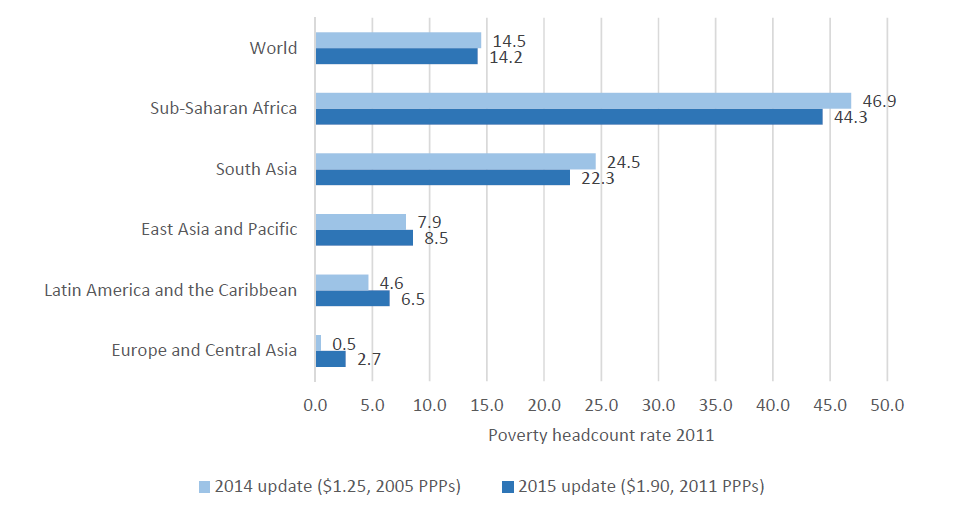 World
14.5
14.2
Sub-Saharan Africa
46.9
44.3
South Asia
24.5
22.3
East Asia and Pacific
7.9
8.5
Latin America and the Caribbean
4.6
6.5
Europe and Central Asia
0.5
2.7
0.0 5.0 10.0 15.0 20.0 25.0 30.0 35.0 40.0 45.0 50.0
Poverty headcount rate 2011
2014 update ($1.25, 2005 PPPs) 2015 update ($1.90, 2011 PPPs)